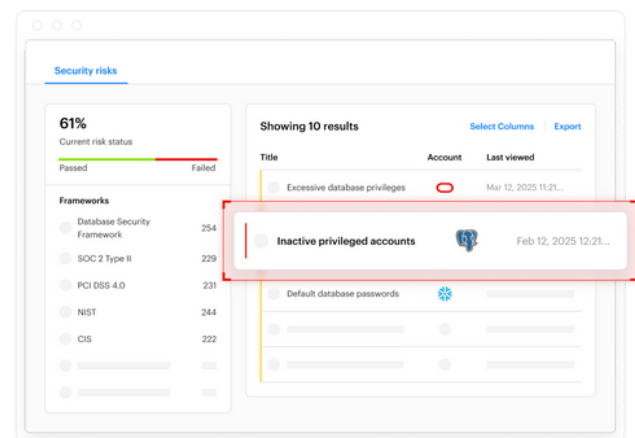 Security risks
61%
Current risk status
Passed Failed
Frameworks
Database Security
Framework 254
SOC 2 Type II 229
PCI DSS 4.0 231
NIST 244
CIS 222
Showing 10 results Select Columns Export
Title Account Last viewed
Excessive database privileges Mar 12, 2025 11:21...
Inactive privileged accounts Feb 12, 2025 12:21...
Default database passwords